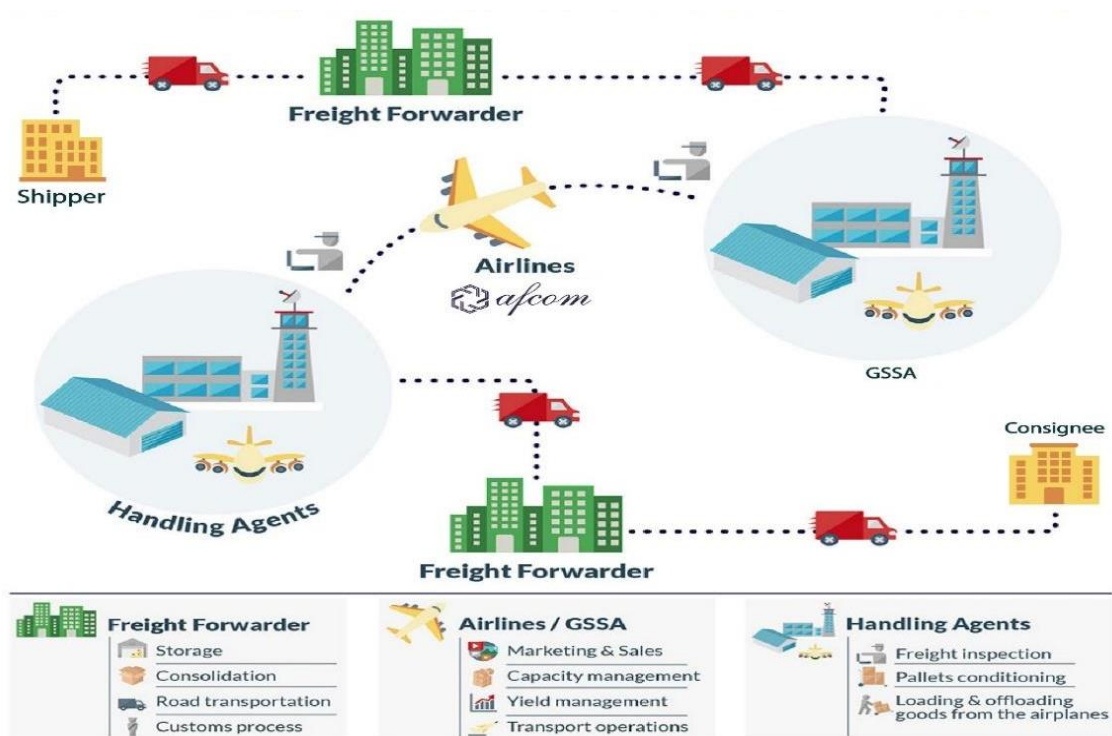 Freight Forwarder
Shipper
Airlines
afcom
GSSA
Handling Agents
Consignee
Freight Forwarder
Freight Forwarder
Storage
Consolidation
Road transportation
Customs process
Airlines / GSSA
Marketing & Sales
Capacity management
Yield management
Transport operations
Handling Agents
Freight inspection
Pallets conditioning
Loading & offloading
goods from the airplanes